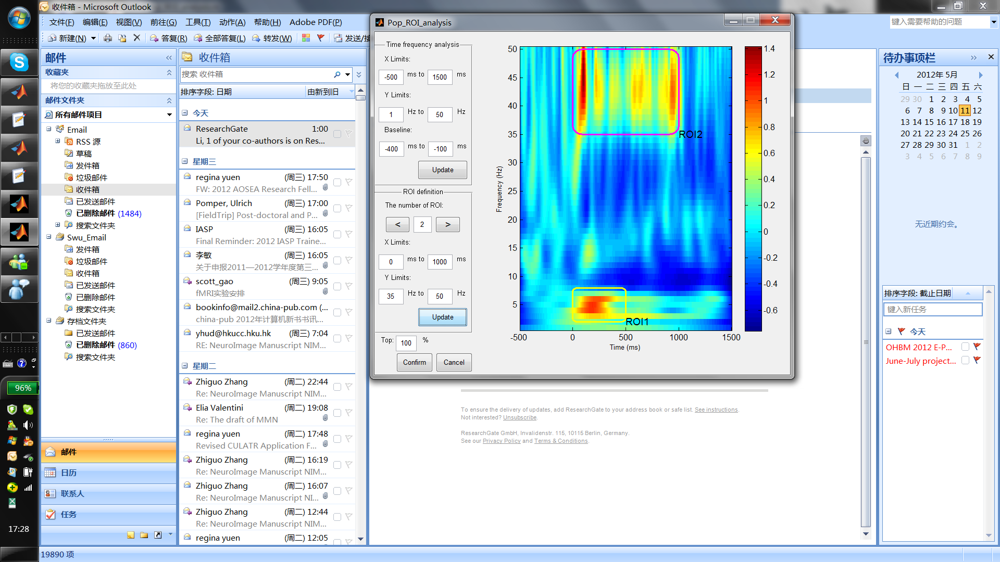 收件箱 - Microsoft Outlook
文件(F) 编辑(E) 视图(V) 前往(G) 工具(T) 动作(A) 帮助(H) Adobe PDF(P)
键入需要帮助的问题
新建(N) 答复(R) 全部答复(L) 转发(W) 发送/接
邮件
收藏夹
将您的收藏夹拖放至此处
邮件文件夹
所有邮件项目
Email
RSS 源
草稿
发件箱
垃圾邮件
收件箱
已发送邮件
已删除邮件 (1484)
搜索文件夹
Swu_Email
发件箱
垃圾邮件
收件箱
已发送邮件
已删除邮件
搜索文件夹
存档文件夹
已发送邮件
已删除邮件 (860)
搜索文件夹
邮件
日历
联系人
任务
96%
17:28
19890 项
收件箱
搜索 收件箱
排序字段: 日期 由新到旧
今天
ResearchGate 1:00
Li, 1 of your co-authors is on Res...
星期三
regina yuen (周三) 17:50
FW: 2012 AOSEA Research Fell...
Pomper, Ulrich (周三) 17:00
[FieldTrip] Post-doctoral and P...
IASP (周三) 16:05
Final Reminder: 2012 IASP Traine...
李敏 (周三) 16:05
关于申报2011—2012学年度第三...
scott_gao (周三) 9:05
fMRI实验安排
bookinfo@mail2.china-pub.com (...
china-pub 2012年计算机新书书讯...
yhud@hkucc.hku.hk (周三) 7:04
RE: NeuroImage Manuscript NIM...
星期二
Zhiguo Zhang (周二) 22:44
Re: NeuroImage Manuscript NIM...
Elia Valentini (周二) 19:08
Re: The draft of MMN
regina yuen (周二) 17:48
Revised CULATR Application F...
Zhiguo Zhang (周二) 16:19
Re: NeuroImage Manuscript NIM...
Zhiguo Zhang (周二) 16:07
Re: NeuroImage Manuscript NIM...
Zhiguo Zhang (周二) 12:44
Re: NeuroImage Manuscript NIM...
regina yuen (周二) 12:05
Pop_ROI_analysis
Time frequency analysis
X Limits:
-500 ms to 1500 ms
Y Limits:
1 Hz to 50 Hz
Baseline:
-400 ms to -100 ms
Update
ROI definition
The number of ROI:
< 2 >
X Limits:
0 ms to 1000 ms
Y Limits:
35 Hz to 50 Hz
Update
Top: 100 %
Confirm Cancel
Frequency (Hz)
50
45
40
35
30
25
20
15
10
5
ROI2
ROI1
-500 0 500 1000 1500
Time (ms)
1.4
1.2
1
0.8
0.6
0.4
0.2
0
-0.2
-0.4
-0.6
To ensure the delivery of updates, add ResearchGate to your address book or safe list. See instructions.
Not interested? Unsubscribe.
ResearchGate GmbH, Invalidenstr. 115, 10115 Berlin, Germany.
See our Privacy Policy and Terms & Conditions.
待办事项栏
2012年 5月
日 一 二 三 四 五 六
29 30 1 2 3 4 5
6 7 8 9 10 11 12
13 14 15 16 17 18 19
20 21 22 23 24 25 26
27 28 29 30 31 1 2
3 4 5 6 7 8 9
无近期约会。
排序字段: 截止日期
键入新任务
今天
OHBM 2012 E-P...
June-July project...